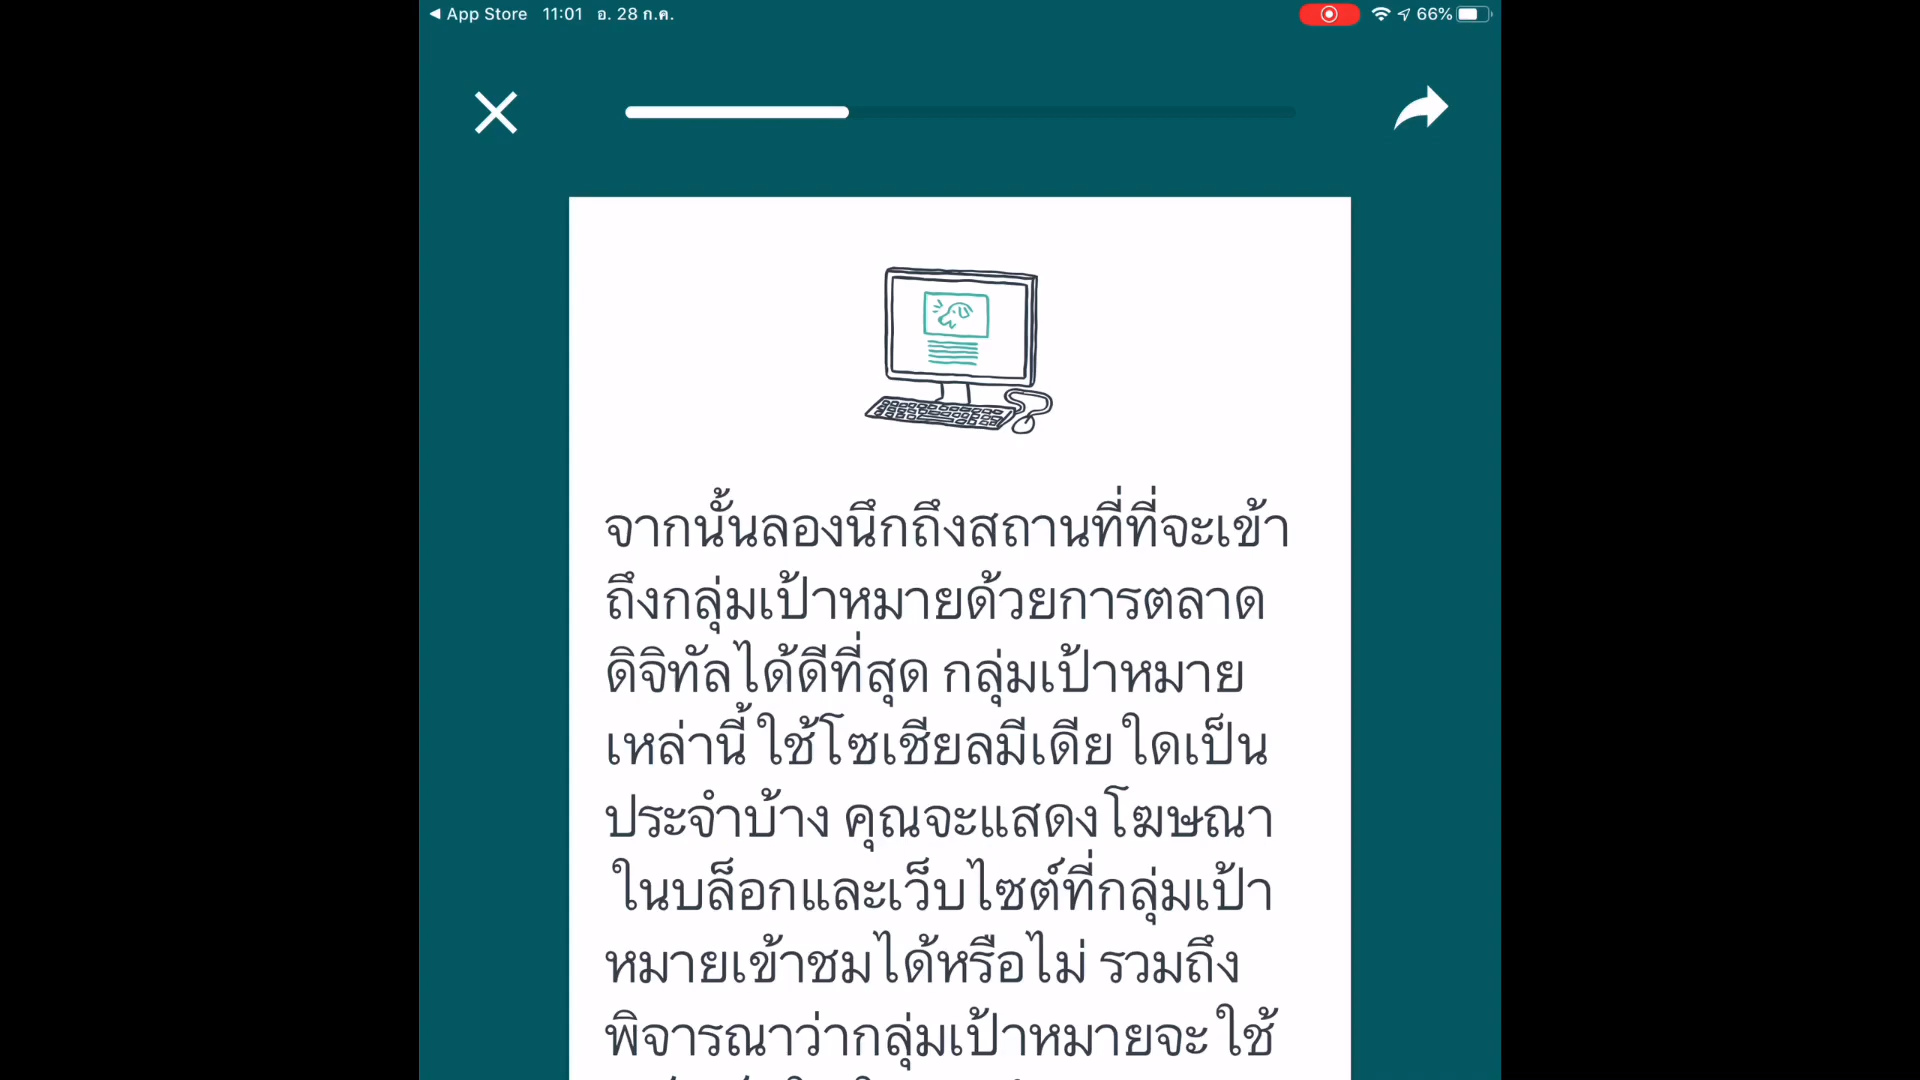 App Store 11:01 อ. 28 ก.ค. 66%
จากนั้นลองนึกถึงสถานที่ที่จะเข้า
ถึงกลุ่มเป้าหมายด้วยการตลาด
ดิจิทัลได้ดีที่สุด กลุ่มเป้าหมาย
เหล่านี้ ใช้โซเชียลมีเดีย ใดเป็น
ประจำบ้าง คุณจะแสดงโฆษณา
ในบล็อกและเว็บไซต์ที่กลุ่มเป้า
หมายเข้าชมได้หรือไม่ รวมถึง
พิจารณาว่ากลุ่มเป้าหมายจะ ใช้